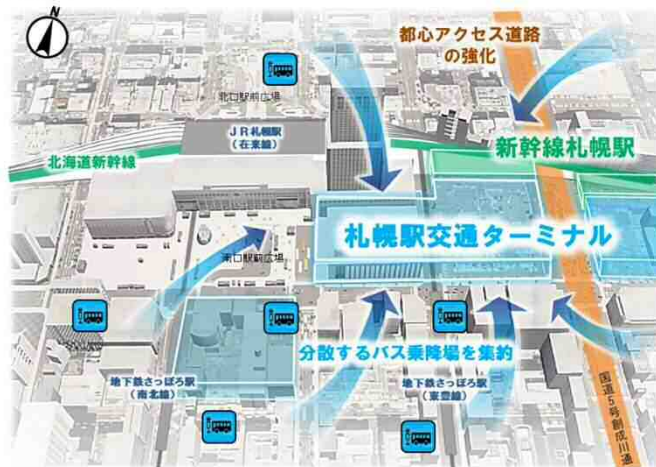 都心アクセス道路
の強化
北口駅前広場
JR札幌駅
(在来線)
北海道新幹線
新幹線札幌駅
札幌駅交通ターミナル
南口駅前広場
分散するバス乗降場を集約
地下鉄さっぽろ駅
(南北線)
地下鉄さっぽろ駅
(東豊線)
国道5号創成川通